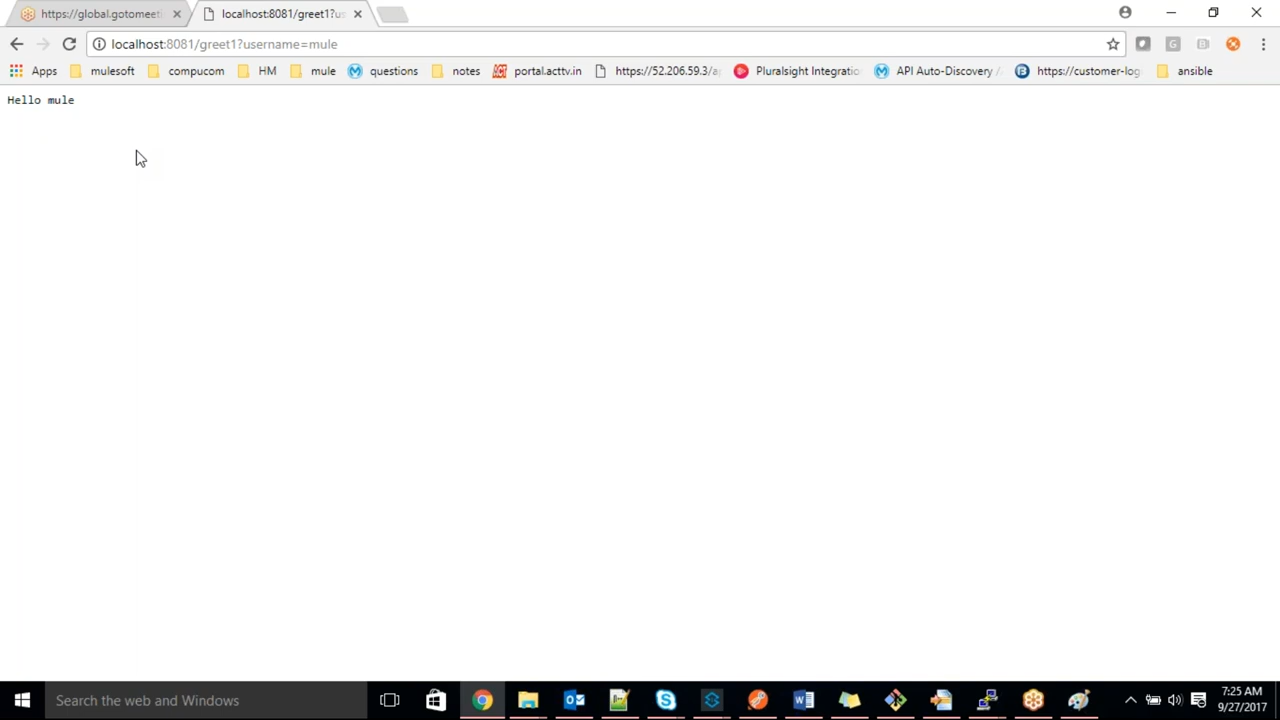 https://global.gotomeeti
localhost:8081/greet1?u
localhost:8081/greet1?username=mule
Apps
mulesoft
compucom
HM
mule
questions
notes
portal.acttv.in
https://52.206.59.3/a
Pluralsight Integratio
API Auto-Discovery /
https://customer-log
ansible
Hello mule
Search the web and Windows
7:25 AM
9/27/2017